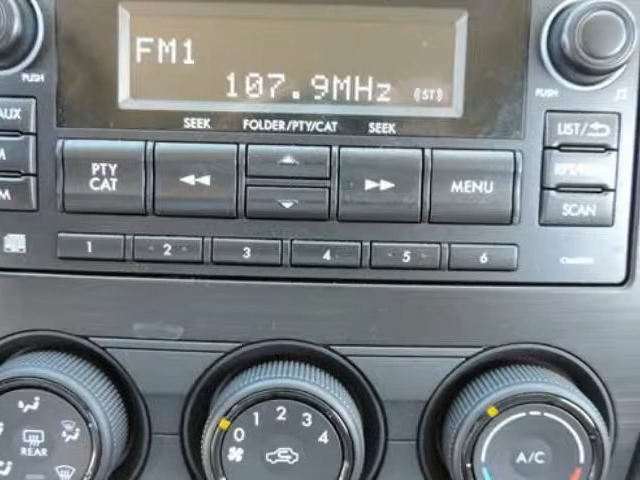 FM1
107.9MHz (ST)
PUSH
PUSH
AUX
SEEK FOLDER/PTY/CAT SEEK
LIST/
PTY
CAT
MENU
M
SCAN
1 2 3 4 5 6
0 1 2 3 4
REAR
A/C